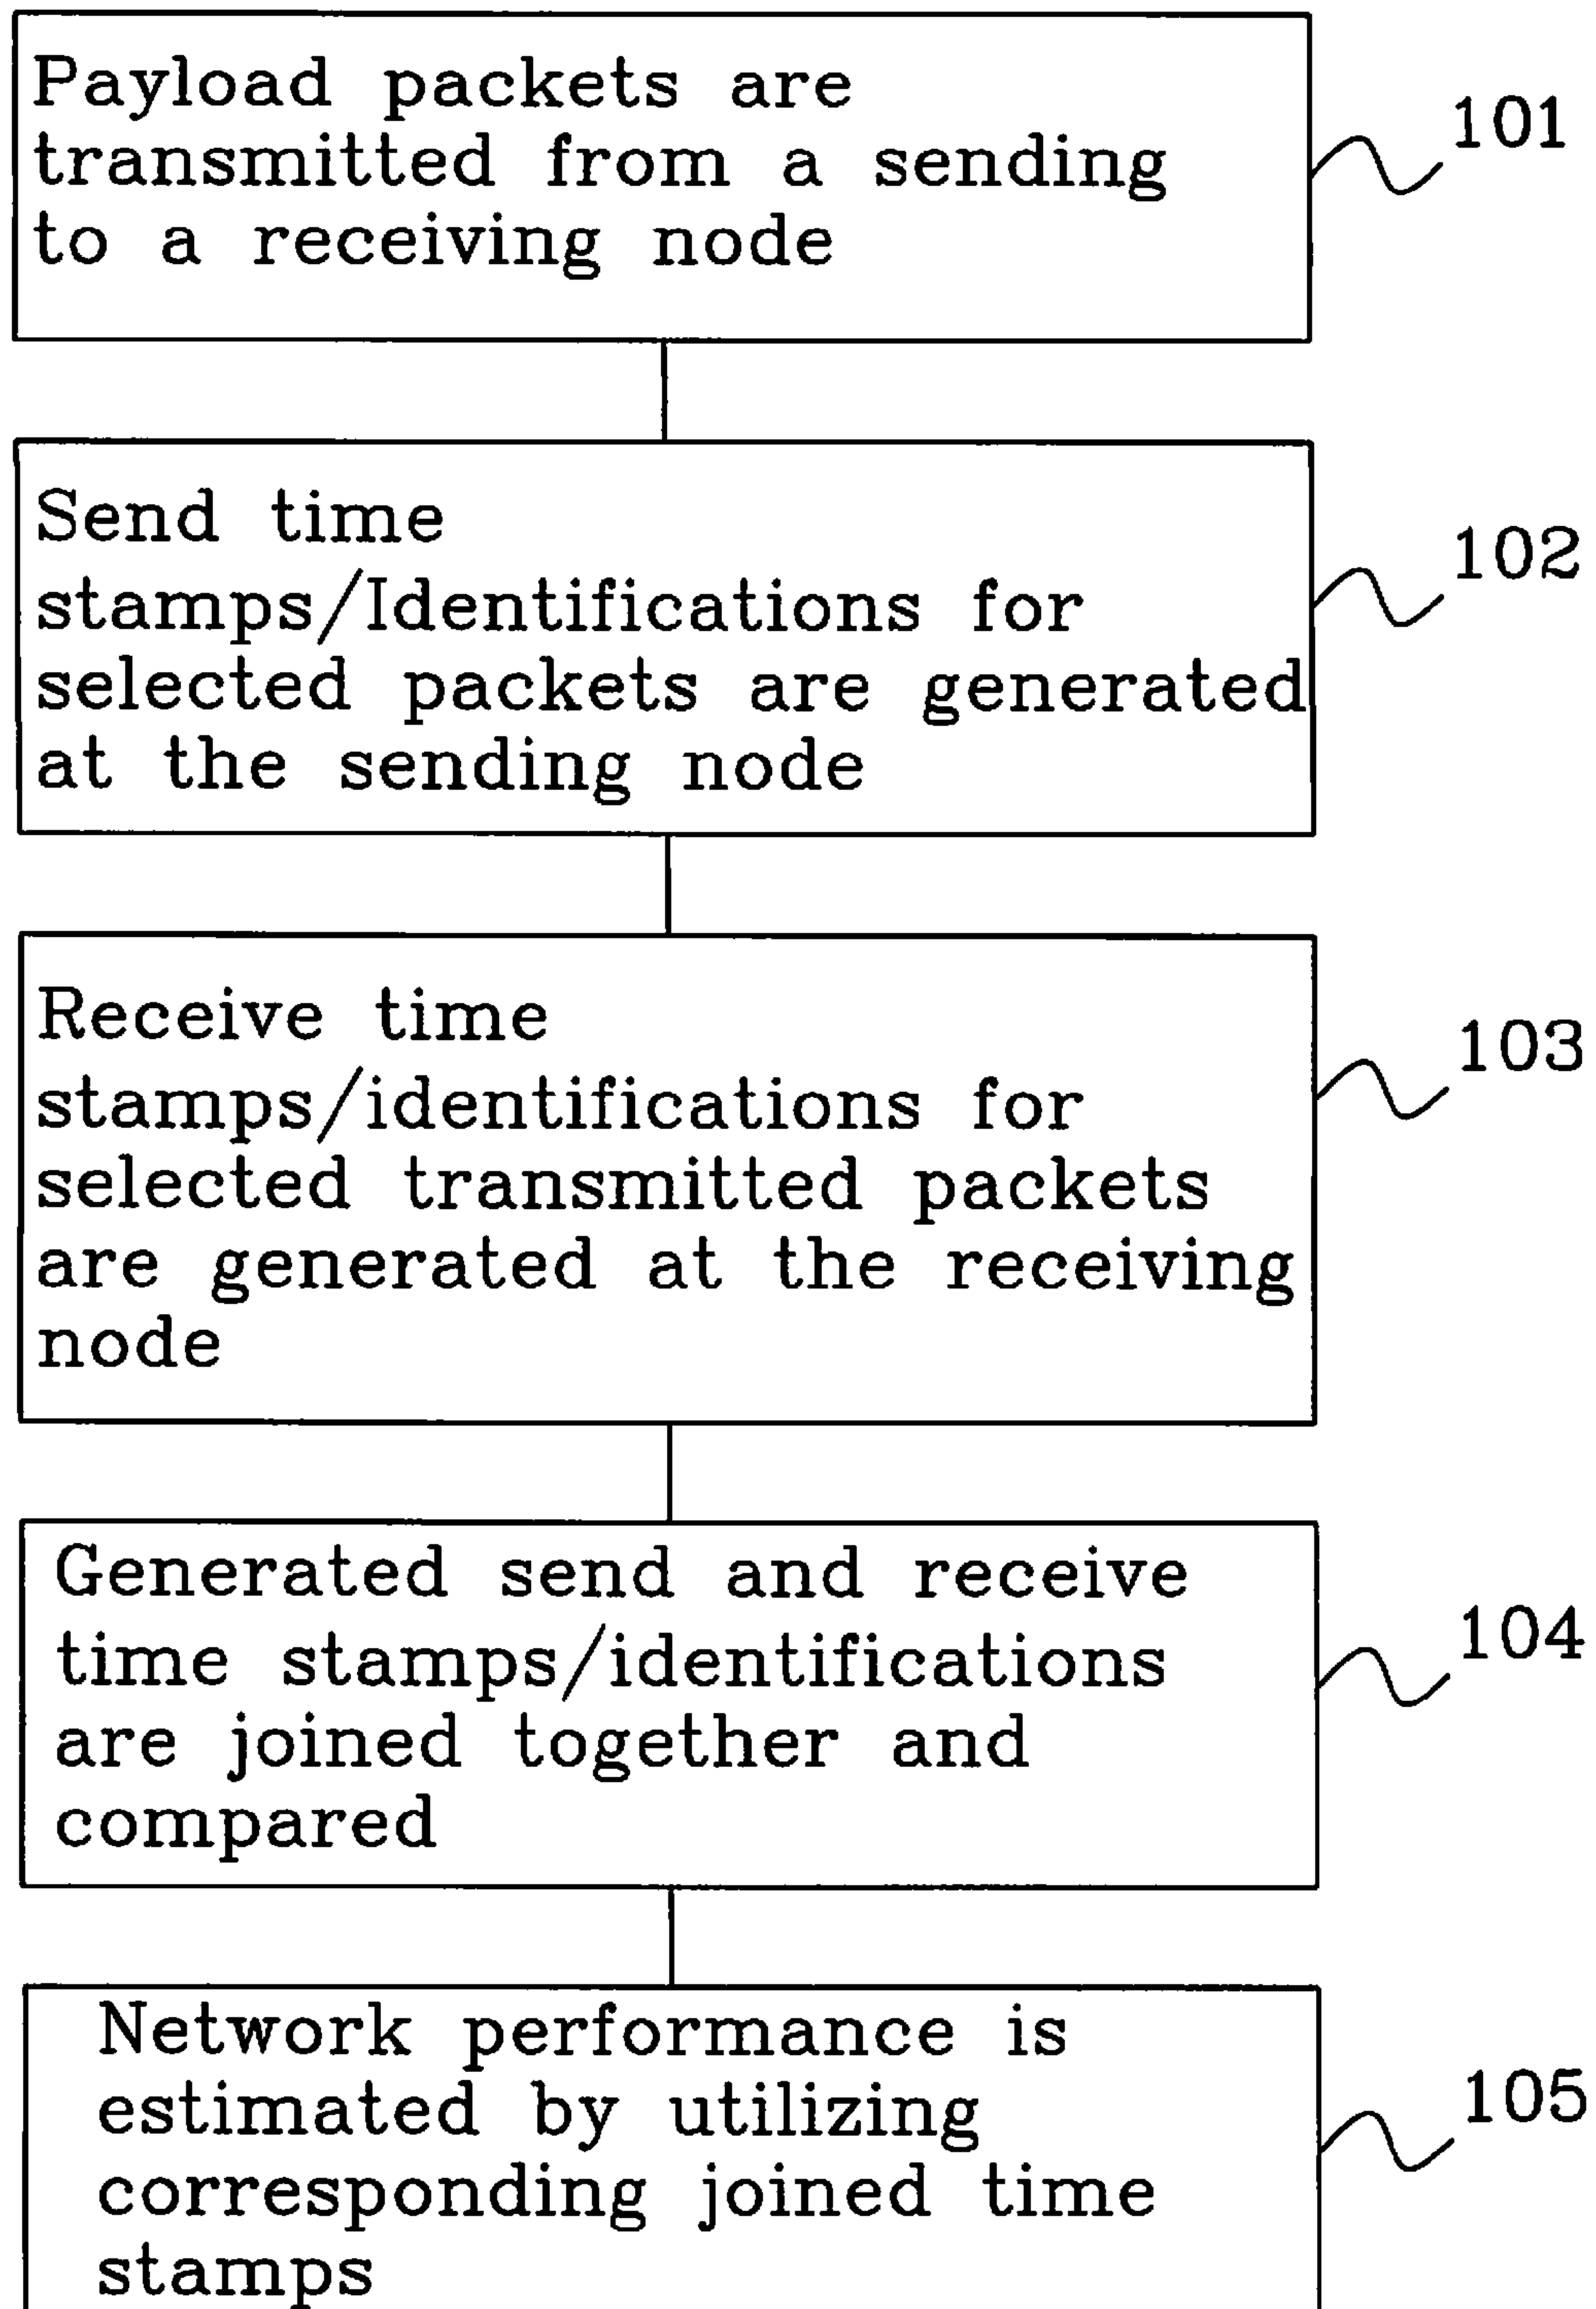 Payload packets are
transmitted from a sending
to a receiving node
101
Send time
stamps/Identifications for
selected packets are generated
at the sending node
102
Receive time
stamps/identifications for
selected transmitted packets
are generated at the receiving
node
103
Generated send and receive
time stamps/identifications
are joined together and
compared
104
Network performance is
estimated by utilizing
corresponding joined time
stamps
105